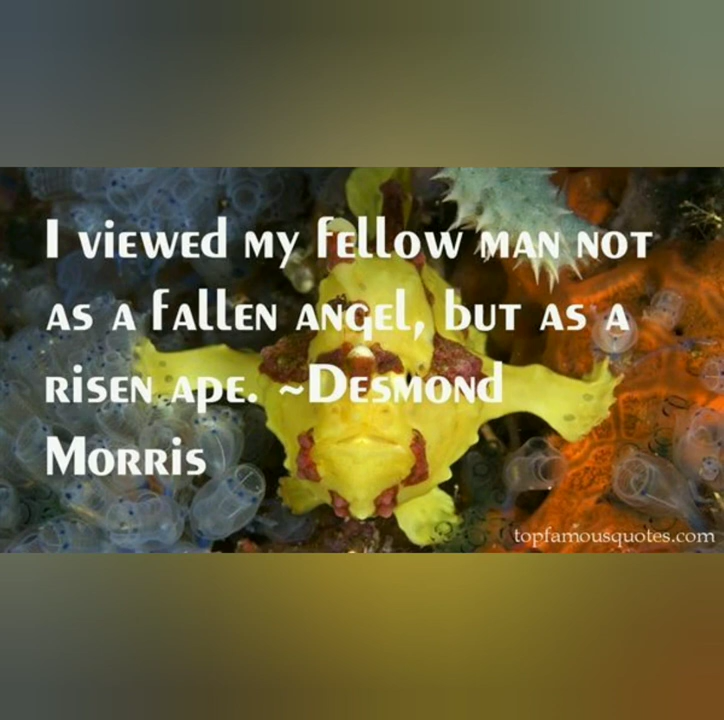 I viewed my fellow man not
as a fallen angel, but as a
risen ape. ~Desmond
Morris
topfamousquotes.com